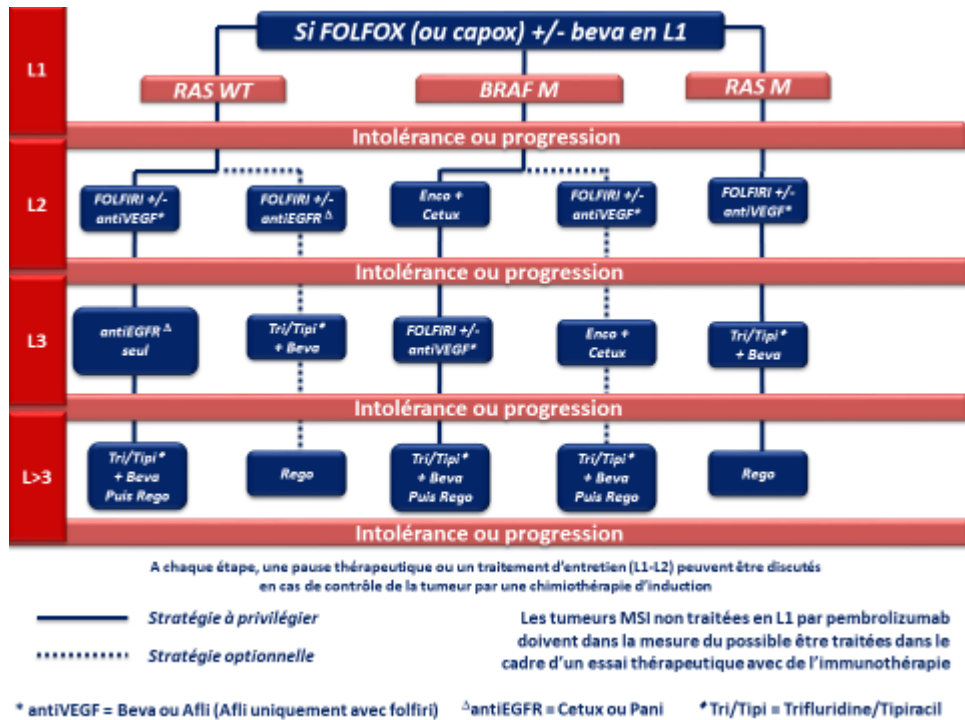 Si FOLFOX (ou capox) +/- beva en L1
L1
RAS WT
BRAF M
RAS M
Intolérance ou progression
L2
FOLFIRI +/-
antiVEGF*
FOLFIRI +/-
antiEGFR Δ
Enco +
Cetux
FOLFIRI +/-
antiVEGF*
FOLFIRI +/-
antiVEGF*
Intolérance ou progression
L3
antiEGFR Δ
seul
Tri/Tipi*
+ Beva
FOLFIRI +/-
antiVEGF*
Enco +
Cetux
Tri/Tipi*
+ Beva
Intolérance ou progression
L>3
Tri/Tipi*
+ Beva
Puis Rego
Rego
Tri/Tipi*
+ Beva
Puis Rego
Tri/Tipi*
+ Beva
Puis Rego
Rego
Intolérance ou progression
A chaque étape, une pause thérapeutique ou un traitement d'entretien (L1-L2) peuvent être discutés
en cas de contrôle de la tumeur par une chimiothérapie d'induction
Stratégie à privilégier
Stratégie optionnelle
Les tumeurs MSI non traitées en L1 par pembrolizumab
doivent dans la mesure du possible être traitées dans le
cadre d'un essai thérapeutique avec de l'immunothérapie
* antiVEGF = Beva ou Afli (Afli uniquement avec folfiri) ΔantiEGFR = Cetux ou Pani *Tri/Tipi = Trifluridine/Tipiracil